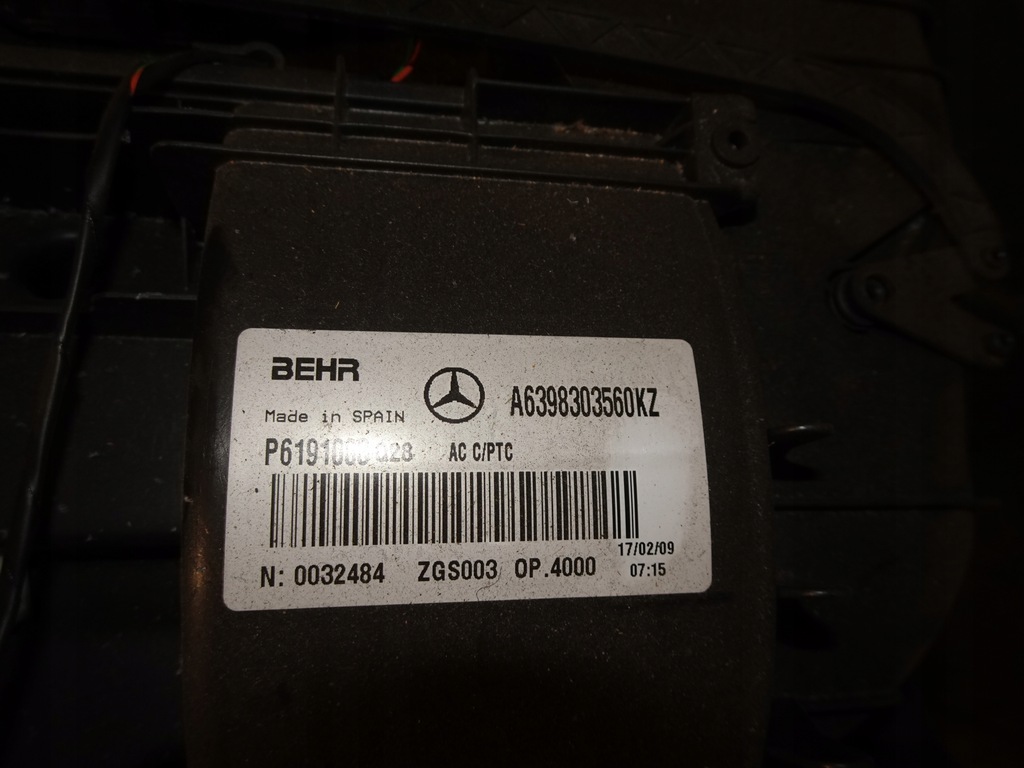 BEHR
A6398303560KZ
Made in SPAIN
AC C/PTC
N: 0032484 ZGS003 OP.4000
17/02/09
07:15